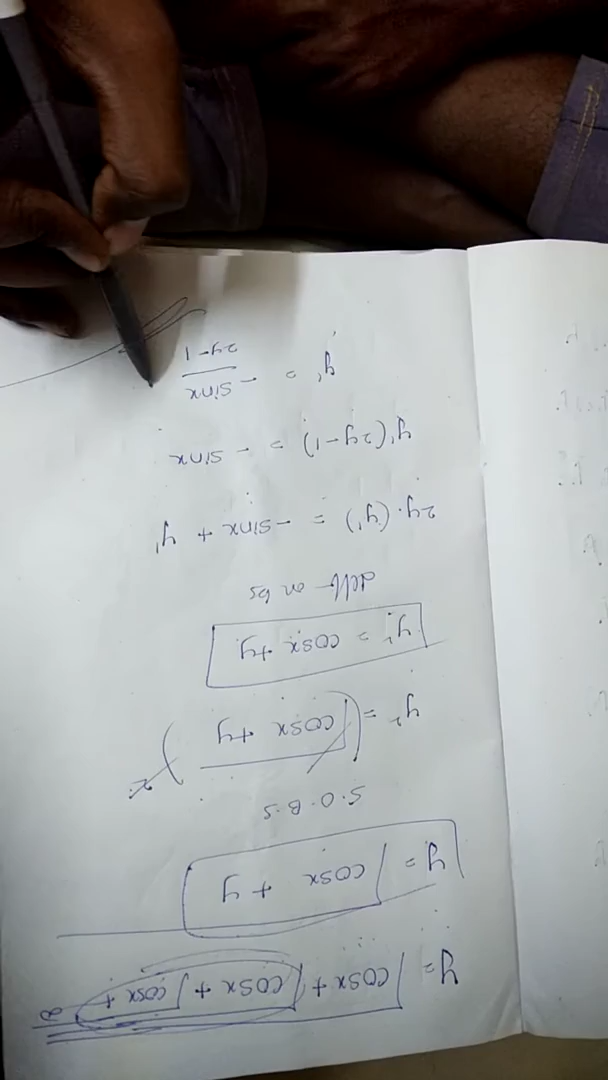 y = √cosx + √cosx + √cosx + ∞
y = √cosx + y
S.O.B.S
y² = (√cosx + y)²
y² = cosx + y
diff on bs
2y.(y') = -sinx + y'
y'(2y-1) = -sinx
y' = -sinx / 2y-1